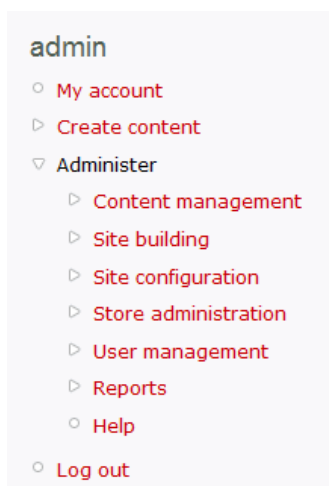 admin
My account
Create content
Administer
Content management
Site building
Site configuration
Store administration
User management
Reports
Help
Log out